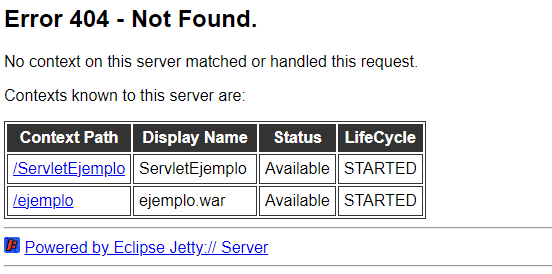 Error 404 - Not Found.
No context on this server matched or handled this request.
Contexts known to this server are:
Context Path Display Name Status LifeCycle
/ServletEjemplo ServletEjemplo Available STARTED
/ejemplo ejemplo.war Available STARTED
Powered by Eclipse Jetty:// Server